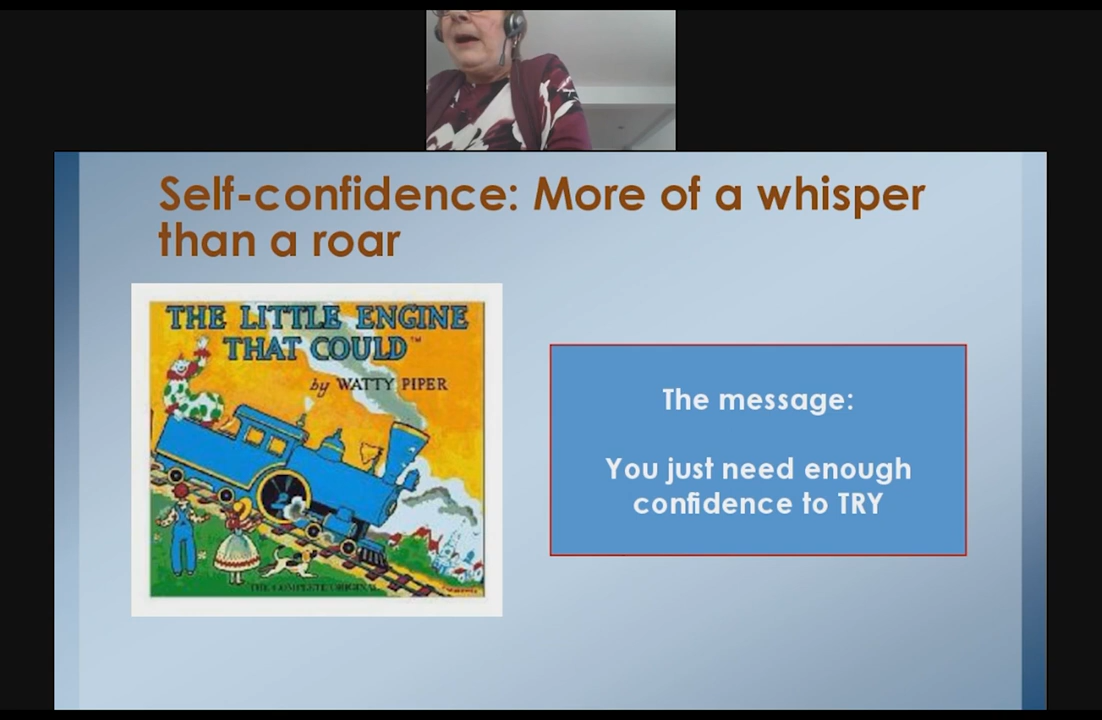 Self-confidence: More of a whisper
than a roar
THE LITTLE ENGINE
THAT COULD™
by WATTY PIPER
THE COMPLETE ORIGINAL
The message:
You just need enough
confidence to TRY